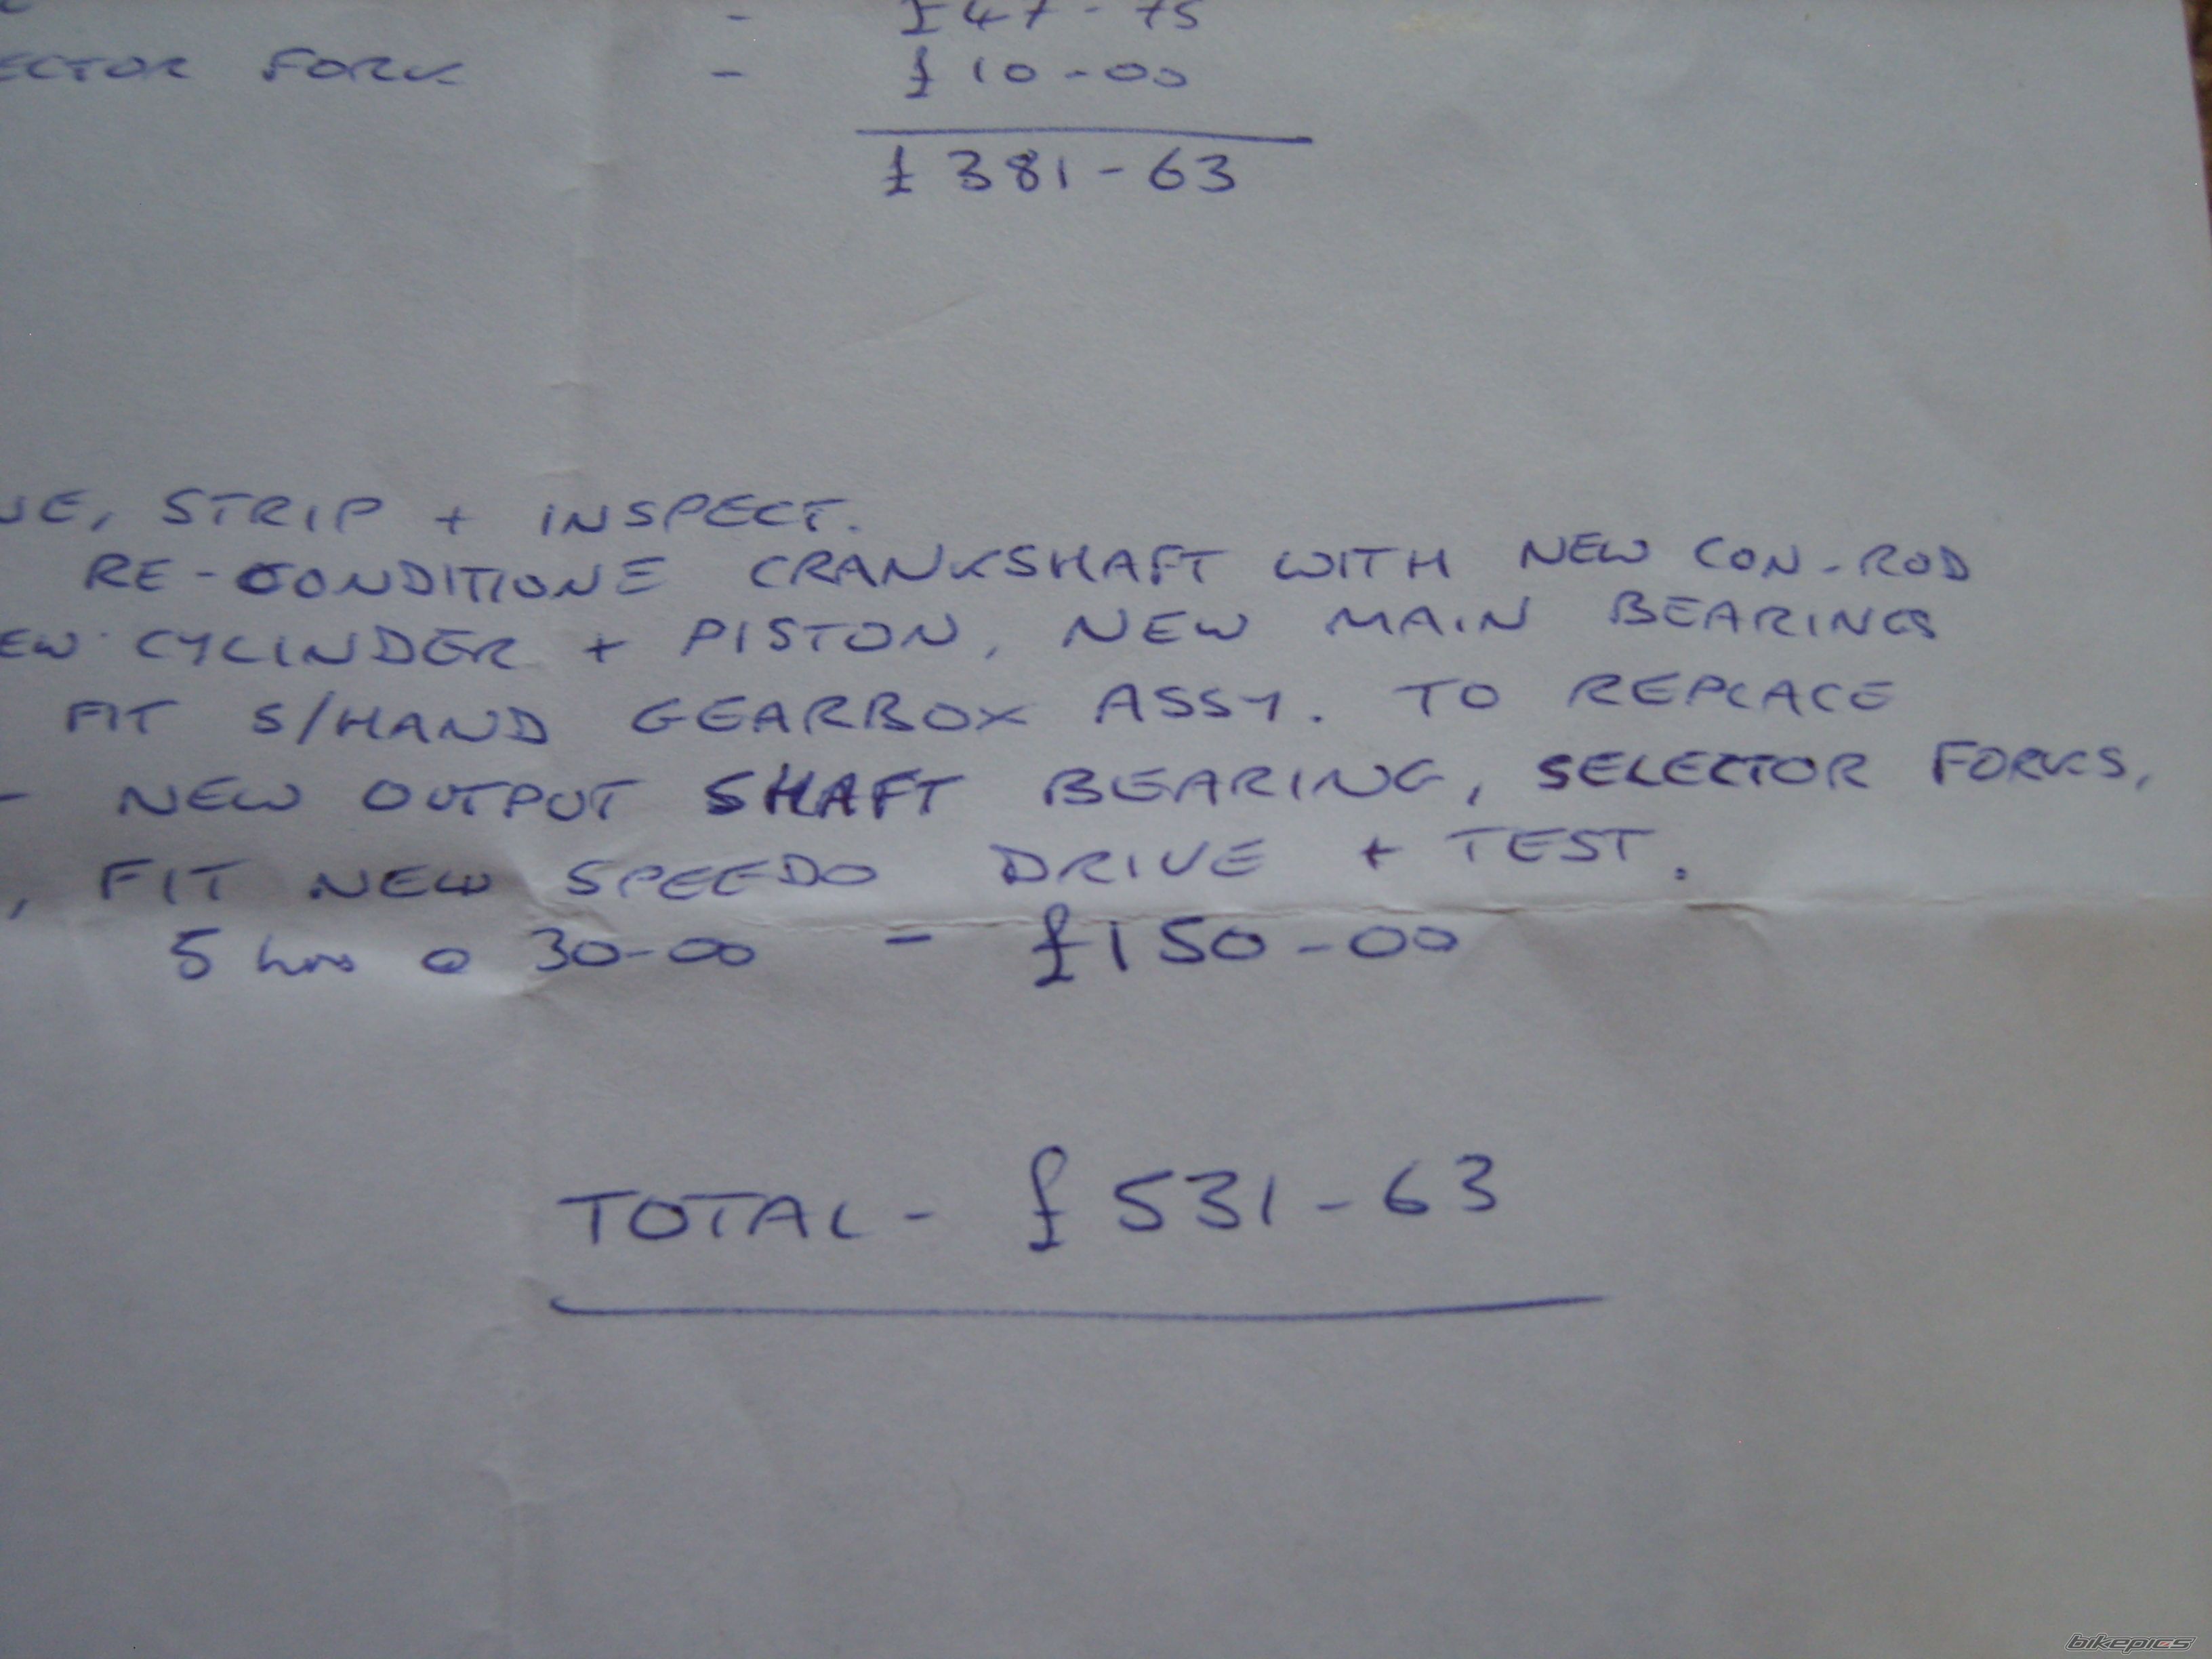 - £47-75
ECTOR FORK - £10-00
£381-63
NE, STRIP + INSPECT.
RE-CONDITIONE CRANKSHAFT WITH NEW CON-ROD
EW CYLINDER + PISTON, NEW MAIN BEARINGS
FIT S/HAND GEARBOX ASSY. TO REPLACE
- NEW OUTPUT SHAFT BEARING, SELECTOR FORKS,
, FIT NEW SPEEDO DRIVE + TEST.
5 hrs @ 30-00 - £150-00
TOTAL - £531-63
bikepics